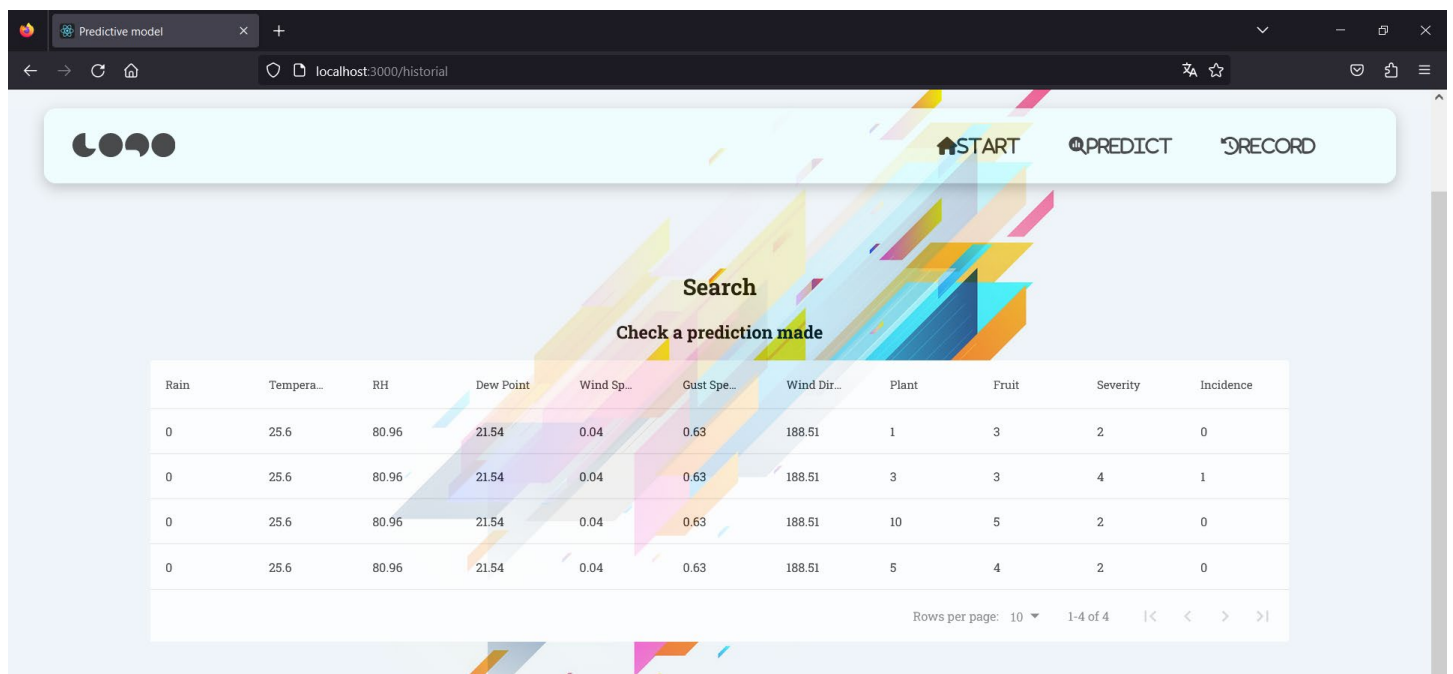 Predictive model
localhost:3000/historial
LOGO
START PREDICT RECORD
Search
Check a prediction made
Rain Tempera... RH Dew Point Wind Sp... Gust Spe... Wind Dir... Plant Fruit Severity Incidence
0 25.6 80.96 21.54 0.04 0.63 188.51 1 3 2 0
0 25.6 80.96 21.54 0.04 0.63 188.51 3 3 4 1
0 25.6 80.96 21.54 0.04 0.63 188.51 10 5 2 0
0 25.6 80.96 21.54 0.04 0.63 188.51 5 4 2 0
Rows per page: 10 1-4 of 4